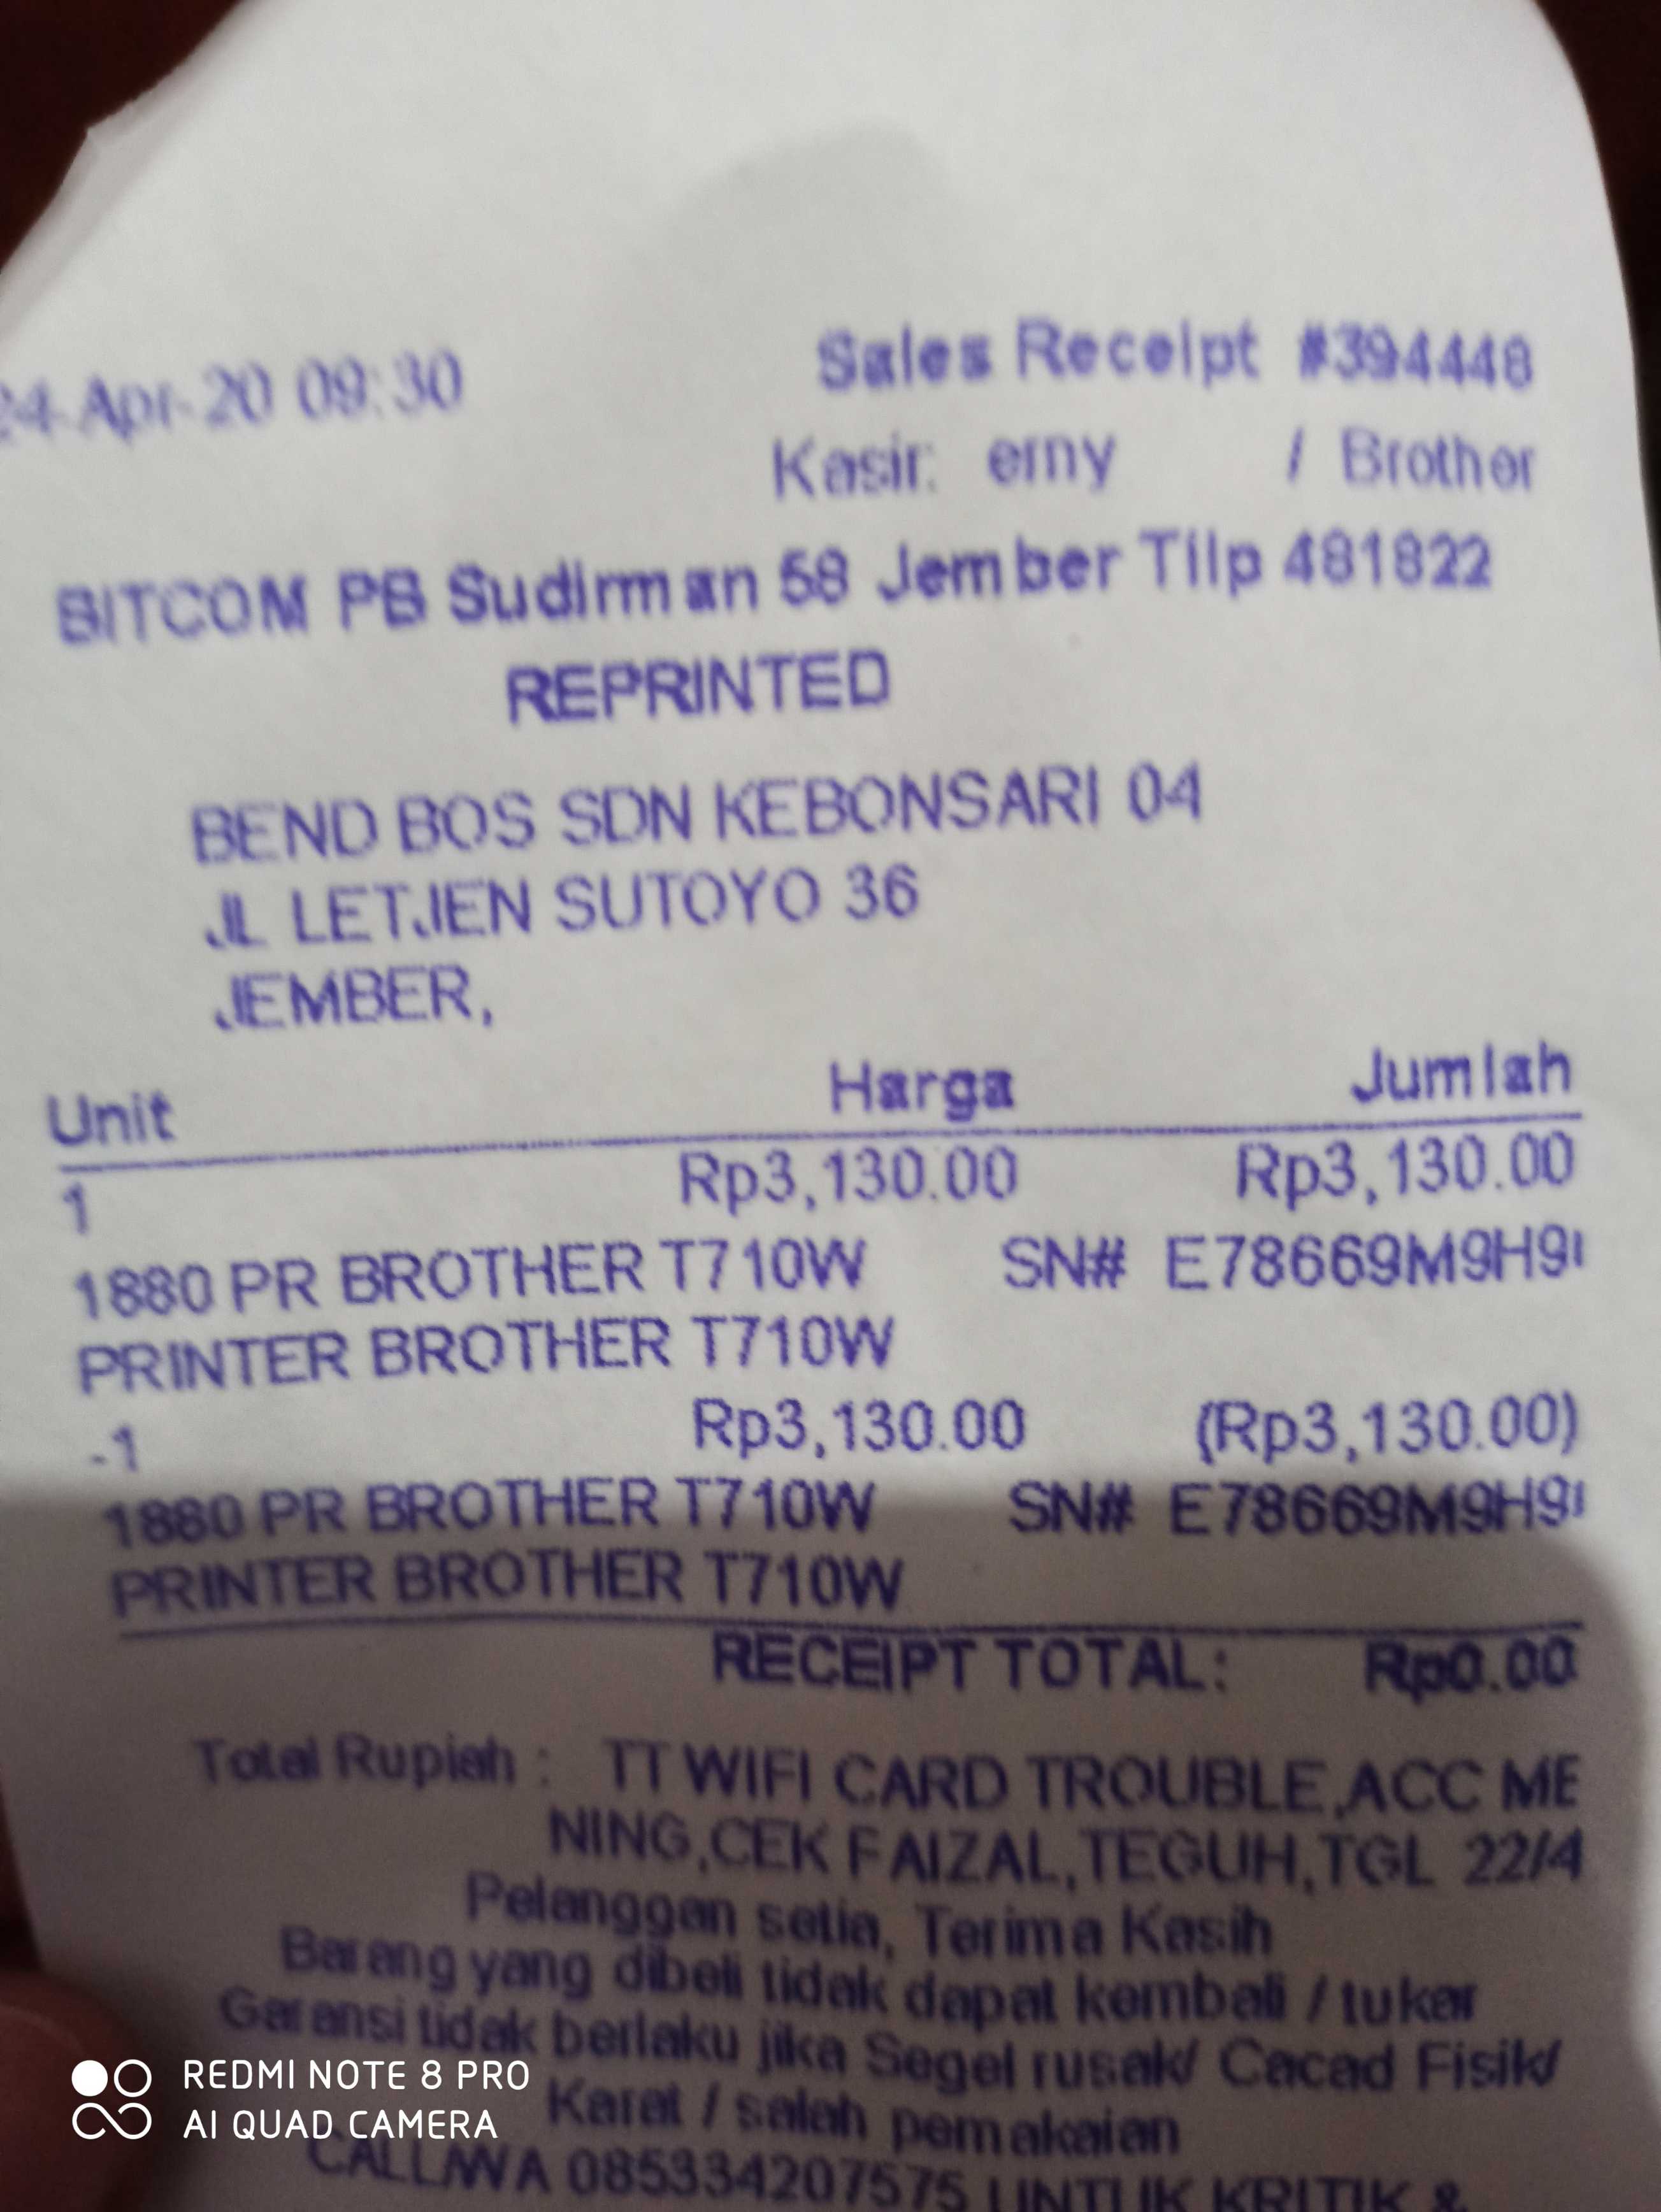 24-Apr-20 09:30 Sales Receipt #394448
Kasir: erny / Brother
BITCOM PB Sudirman 58 Jember Tilp 481822
REPRINTED
BEND BOS SDN KEBONSARI 04
JL LETJEN SUTOYO 36
JEMBER,
Unit Harga Jumlah
1 Rp3,130.00 Rp3,130.00
1880 PR BROTHER T710W SN# E78669M9H9
PRINTER BROTHER T710W
-1 Rp3,130.00 (Rp3,130.00)
1880 PR BROTHER T710W SN# E78669M9H9
PRINTER BROTHER T710W
RECEIPT TOTAL: Rp0.00
Total Rupiah : TT WIFI CARD TROUBLE,ACC ME
NING,CEK FAIZAL,TEGUH,TGL 22/4
Pelanggan setia, Terima Kasih
Barang yang dibeli tidak dapat kembali / tukar
Garansi tidak berlaku jika Segel rusak/ Cacad Fisik/
Karat / salah pemakaian
CALL/WA 085334207575 UNTUK KRITIK &
REDMI NOTE 8 PRO
AI QUAD CAMERA